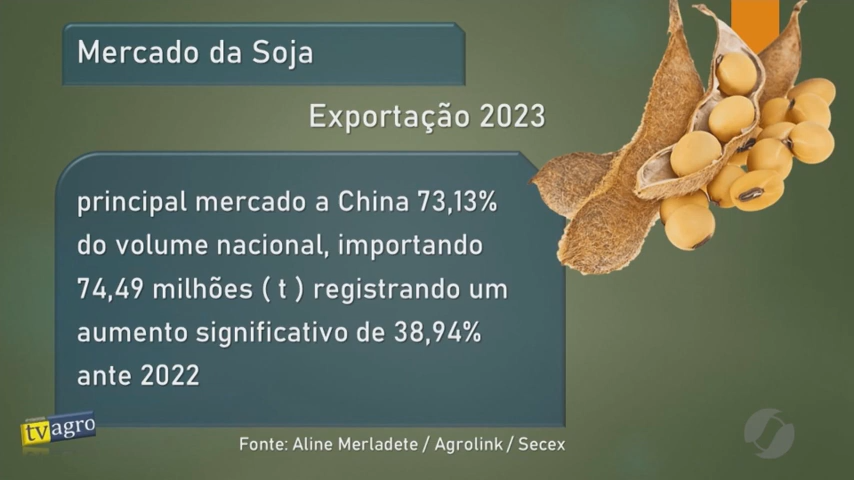 Mercado da Soja
Exportação 2023
principal mercado a China 73,13%
do volume nacional, importando
74,49 milhões ( t ) registrando um
aumento significativo de 38,94%
ante 2022
tvagro
Fonte: Aline Merladete / Agrolink / Secex